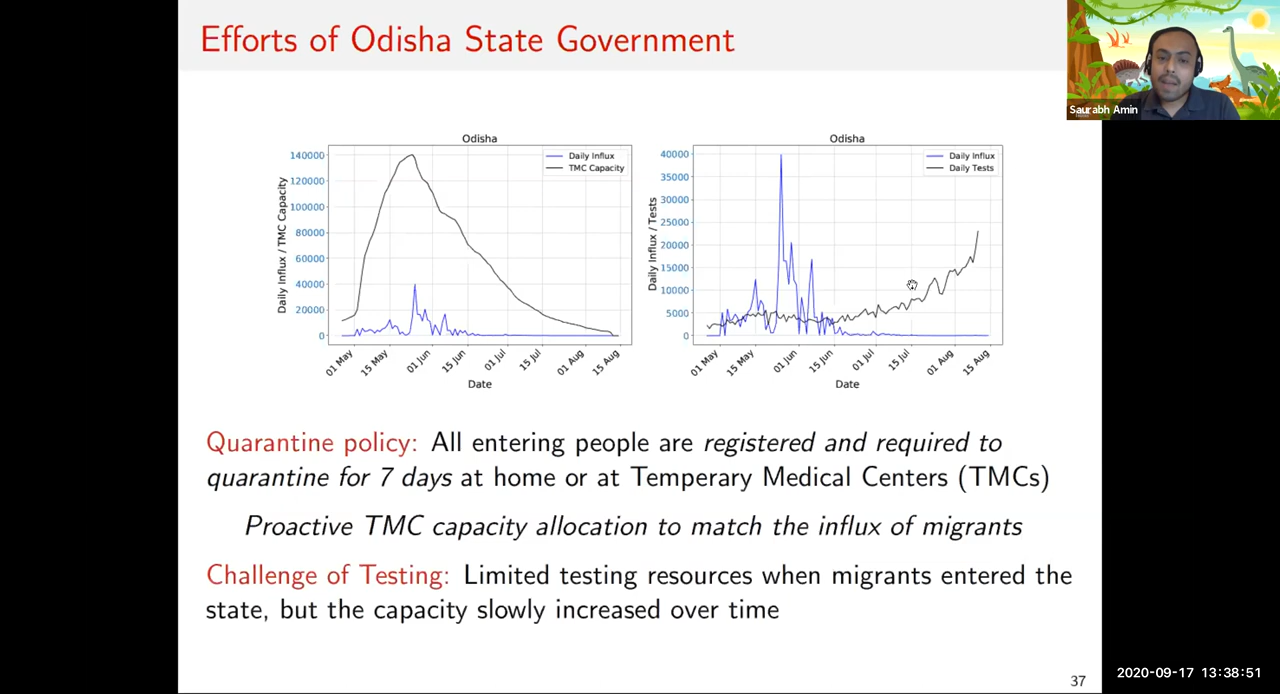 Efforts of Odisha State Government
Saurabh Amin
Odisha
140000
120000
100000
80000
60000
40000
20000
0
Daily Influx / TMC Capacity
Daily Influx
TMC Capacity
01 May
15 May
01 Jun
15 Jun
01 Jul
15 Jul
01 Aug
15 Aug
Date
Odisha
40000
35000
30000
25000
20000
15000
10000
5000
0
Daily Influx / Tests
Daily Influx
Daily Tests
01 May
15 May
01 Jun
15 Jun
01 Jul
15 Jul
01 Aug
15 Aug
Date
Quarantine policy: All entering people are registered and required to
quarantine for 7 days at home or at Temperary Medical Centers (TMCs)
Proactive TMC capacity allocation to match the influx of migrants
Challenge of Testing: Limited testing resources when migrants entered the
state, but the capacity slowly increased over time
37
2020-09-17 13:38:51